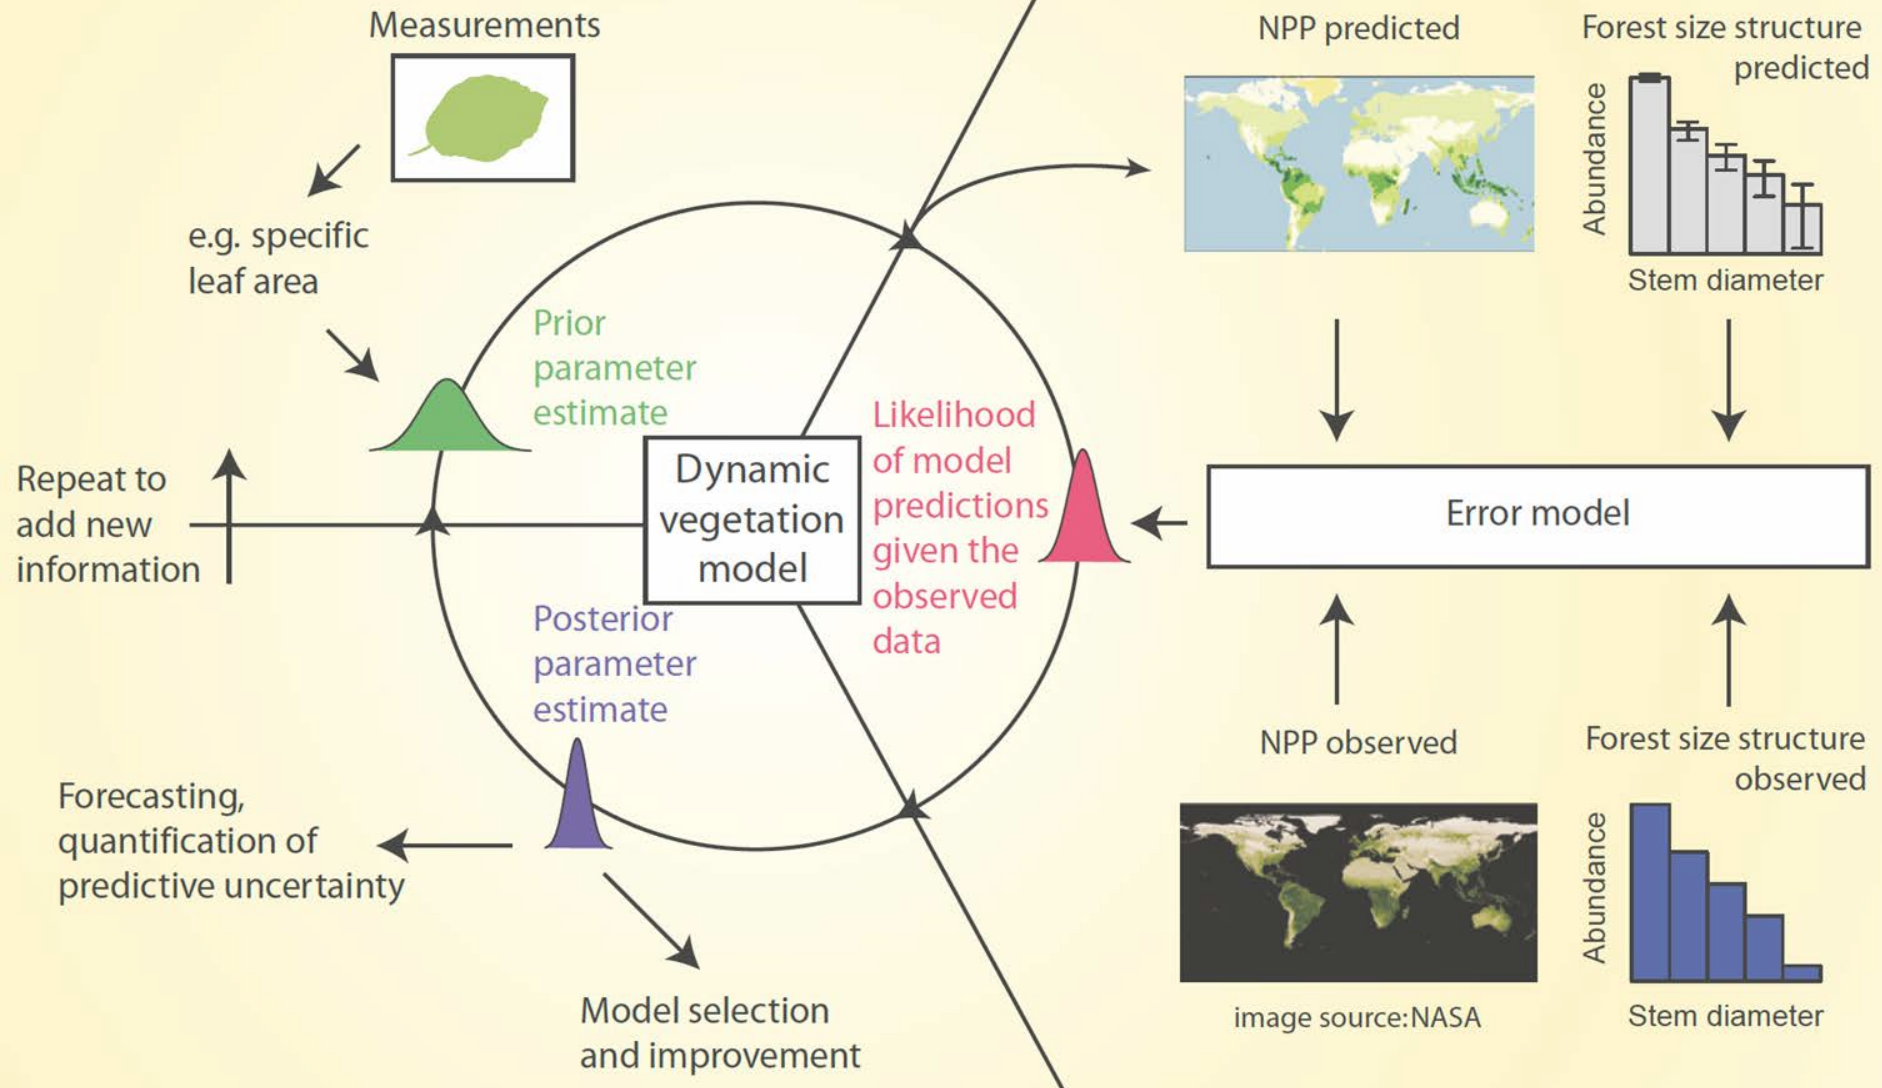 Measurements
e.g. specific
leaf area
Prior
parameter
estimate
Repeat to
add new
information
Dynamic
vegetation
model
Likelihood
of model
predictions
given the
observed
data
Posterior
parameter
estimate
Forecasting,
quantification of
predictive uncertainty
Model selection
and improvement
NPP predicted
Forest size structure
predicted
Abundance
Stem diameter
Error model
NPP observed
Forest size structure
observed
Abundance
image source:NASA
Stem diameter